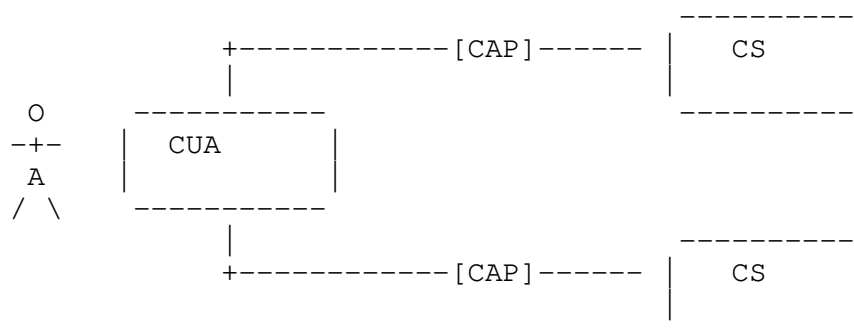 ----------
             +------------[CAP]------ |   CS
             |                        |
 O      -----------                      ----------
-+-    |  CUA      |
 A     |           |
/ \     -----------
             |                           ----------
             +------------[CAP]------ |   CS
                                      |